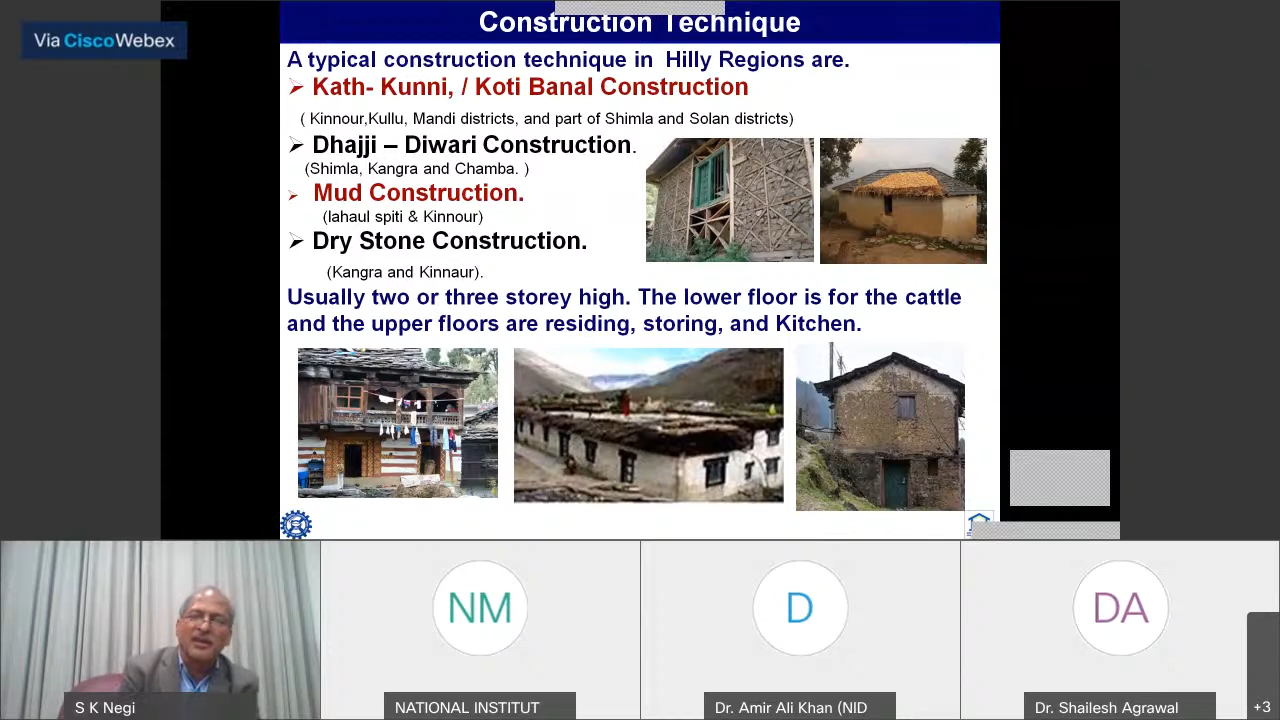 Via Cisco Webex
Construction Technique
A typical construction technique in Hilly Regions are.
Kath- Kunni, / Koti Banal Construction
( Kinnour,Kullu, Mandi districts, and part of Shimla and Solan districts)
Dhajji – Diwari Construction.
(Shimla, Kangra and Chamba. )
Mud Construction.
(lahaul spiti & Kinnour)
Dry Stone Construction.
(Kangra and Kinnaur).
Usually two or three storey high. The lower floor is for the cattle
and the upper floors are residing, storing, and Kitchen.
NM
D
DA
S K Negi
NATIONAL INSTITUT
Dr. Amir Ali Khan (NID
Dr. Shailesh Agrawal
+3